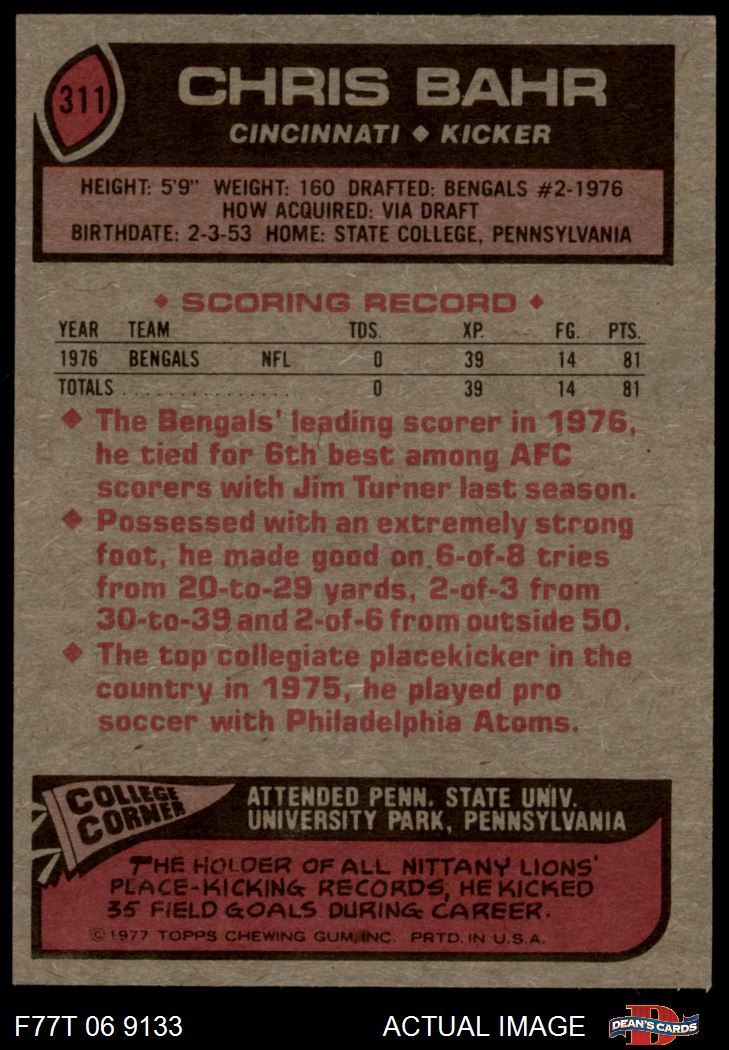 311
CHRIS BAHR
CINCINNATI ♦ KICKER
HEIGHT: 5'9" WEIGHT: 160 DRAFTED: BENGALS #2-1976
HOW ACQUIRED: VIA DRAFT
BIRTHDATE: 2-3-53 HOME: STATE COLLEGE, PENNSYLVANIA
♦ SCORING RECORD ♦
YEAR TEAM TDS. XP. FG. PTS.
1976 BENGALS NFL 0 39 14 81
TOTALS . . . . . . . . . . . . . . . 0 39 14 81
♦ The Bengals' leading scorer in 1976,
he tied for 6th best among AFC
scorers with Jim Turner last season.
♦ Possessed with an extremely strong
foot, he made good on 6-of-8 tries
from 20-to-29 yards, 2-of-3 from
30-to-39 and 2-of-6 from outside 50.
♦ The top collegiate placekicker in the
country in 1975, he played pro
soccer with Philadelphia Atoms.
COLLEGE
CORNER
ATTENDED PENN. STATE UNIV.
UNIVERSITY PARK, PENNSYLVANIA
THE HOLDER OF ALL NITTANY LIONS'
PLACE-KICKING RECORDS, HE KICKED
35 FIELD GOALS DURING CAREER.
© 1977 TOPPS CHEWING GUM, INC. PRTD. IN U.S.A.
F77T 06 9133 ACTUAL IMAGE
D
DEAN'S CARDS